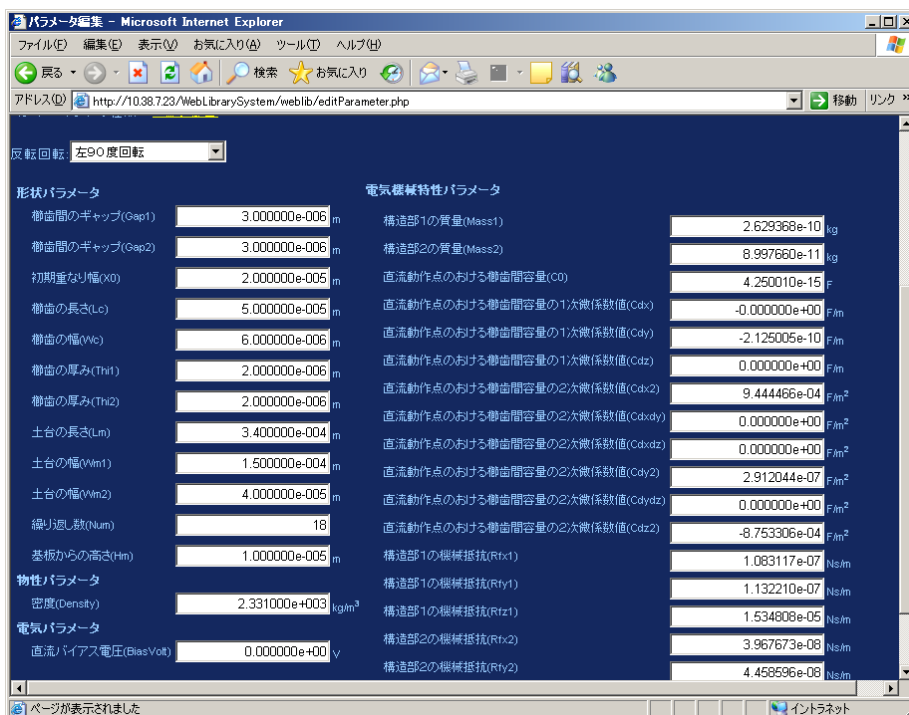 パラメータ編集 - Microsoft Internet Explorer
ファイル(F) 編集(E) 表示(V) お気に入り(A) ツール(T) ヘルプ(H)
戻る 検索 お気に入り
アドレス(D) http://10.38.7.23/WebLibrarySystem/weblib/editParameter.php 移動 リンク »
反転回転: 左90度回転
形状パラメータ
櫛歯間のギャップ(Gap1) 3.000000e-006 m
櫛歯間のギャップ(Gap2) 3.000000e-006 m
初期重なり幅(X0) 2.000000e-005 m
櫛歯の長さ(Lc) 5.000000e-005 m
櫛歯の幅(Wc) 6.000000e-006 m
櫛歯の厚み(Thi1) 2.000000e-006 m
櫛歯の厚み(Thi2) 2.000000e-006 m
土台の長さ(Lm) 3.400000e-004 m
土台の幅(Wm1) 1.500000e-004 m
土台の幅(Wm2) 4.000000e-005 m
繰り返し数(Num) 18
基板からの高さ(Hm) 1.000000e-005 m
物性パラメータ
密度(Density) 2.331000e+003 kg/m³
電気パラメータ
直流バイアス電圧(BiasVolt) 0.000000e+00 V
電気機械特性パラメータ
構造部1の質量(Mass1) 2.629368e-10 kg
構造部2の質量(Mass2) 8.997660e-11 kg
直流動作点のおける櫛歯間容量(C0) 4.250010e-15 F
直流動作点のおける櫛歯間容量の1次微係数値(Cdx) -0.000000e+00 F/m
直流動作点のおける櫛歯間容量の1次微係数値(Cdy) -2.125005e-10 F/m
直流動作点のおける櫛歯間容量の1次微係数値(Cdz) 0.000000e+00 F/m
直流動作点のおける櫛歯間容量の2次微係数値(Cdx2) 9.444466e-04 F/m²
直流動作点のおける櫛歯間容量の2次微係数値(Cdxdy) 0.000000e+00 F/m²
直流動作点のおける櫛歯間容量の2次微係数値(Cdxdz) 0.000000e+00 F/m²
直流動作点のおける櫛歯間容量の2次微係数値(Cdy2) 2.912044e-07 F/m²
直流動作点のおける櫛歯間容量の2次微係数値(Cdydz) 0.000000e+00 F/m²
直流動作点のおける櫛歯間容量の2次微係数値(Cdz2) -8.753306e-04 F/m²
構造部1の機械抵抗(Rfx1) 1.083117e-07 Ns/m
構造部1の機械抵抗(Rfy1) 1.132210e-07 Ns/m
構造部1の機械抵抗(Rfz1) 1.534808e-05 Ns/m
構造部2の機械抵抗(Rfx2) 3.967673e-08 Ns/m
構造部2の機械抵抗(Rfy2) 4.458596e-08 Ns/m
ページが表示されました イントラネット